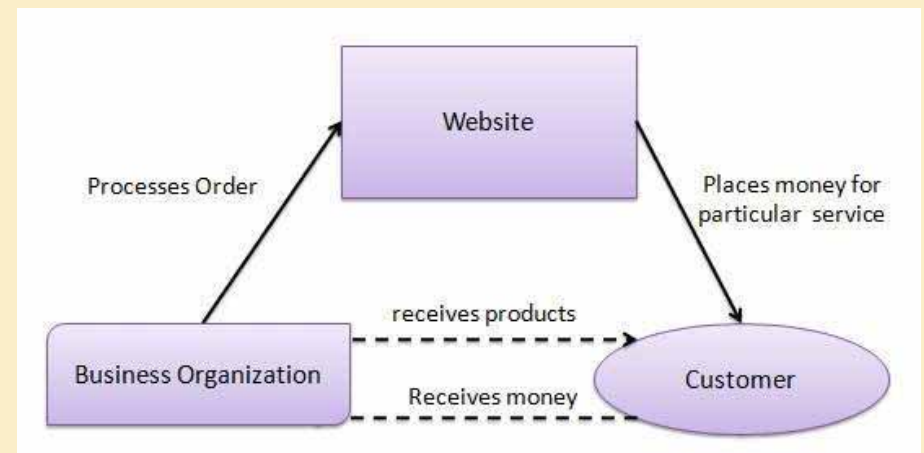 Website
Processes Order
Places money for
particular service
receives products
Business Organization
Customer
Receives money